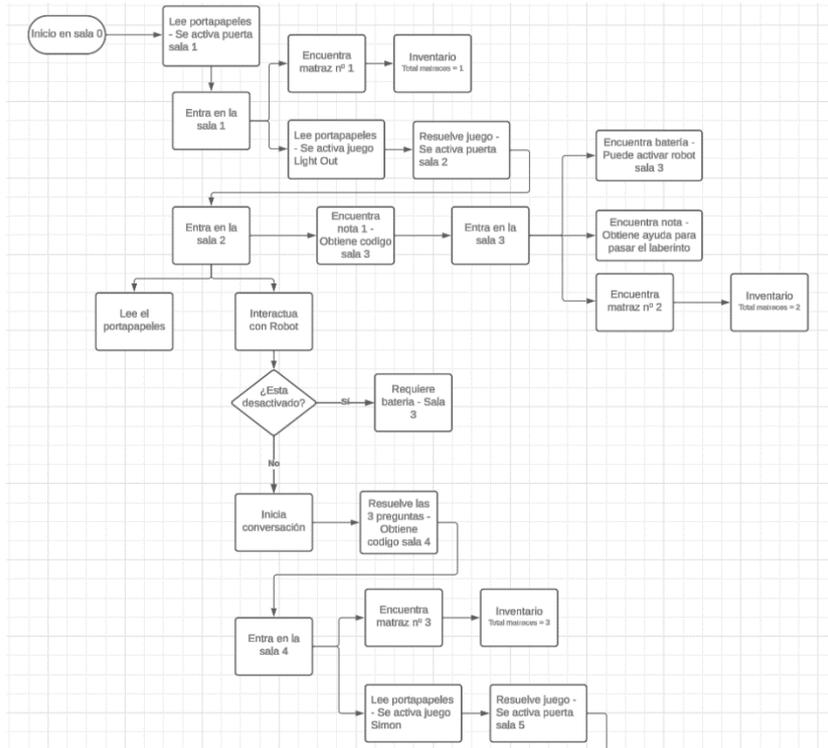 Inicio en sala 0
Lee portapapeles
- Se activa puerta
sala 1
Encuentra
matraz nº 1
Inventario
Total matraces = 1
Entra en la
sala 1
Lee portapapeles
- Se activa juego
Light Out
Resuelve juego -
Se activa puerta
sala 2
Encuentra batería -
Puede activar robot
sala 3
Entra en la
sala 2
Encuentra
nota 1 -
Obtiene codigo
sala 3
Entra en la
sala 3
Encuentra nota -
Obtiene ayuda para
pasar el laberinto
Encuentra
matraz nº 2
Inventario
Total matraces = 2
Lee el
portapapeles
Interactua
con Robot
¿Esta
desactivado?
Sí
Requiere
bateria - Sala
3
No
Inicia
conversación
Resuelve las
3 preguntas -
Obtiene
codigo sala 4
Encuentra
matraz nº 3
Inventario
Total matraces = 3
Entra en la
sala 4
Lee portapapeles
- Se activa juego
Simon
Resuelve juego -
Se activa puerta
sala 5